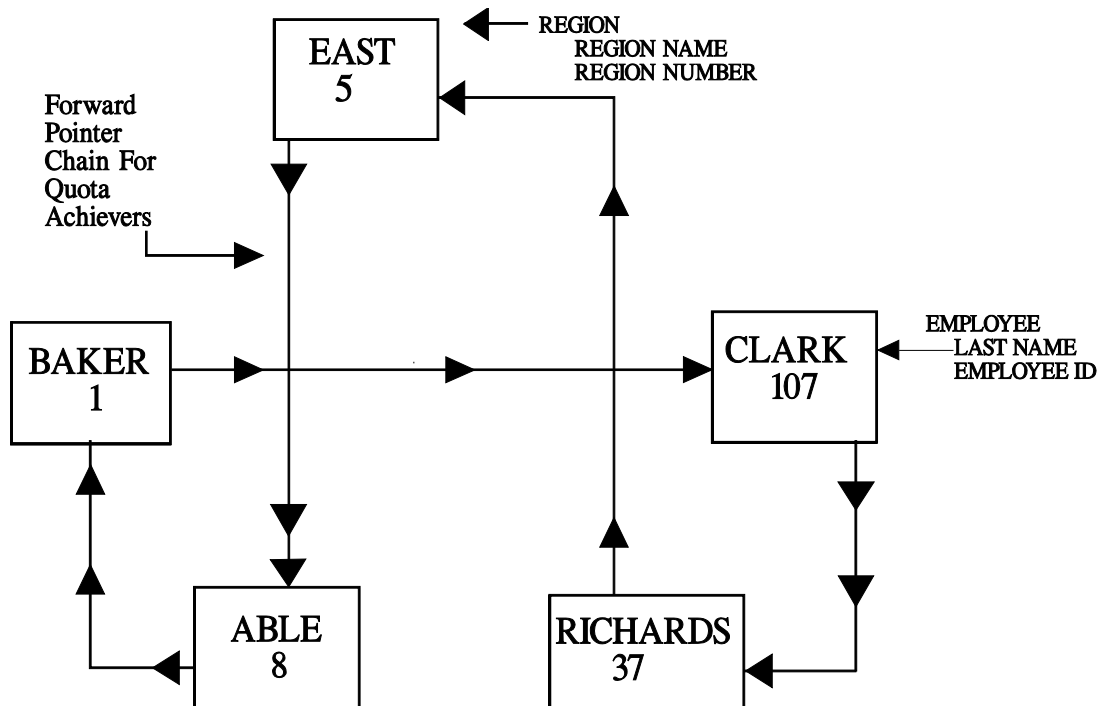 EAST
5
REGION
REGION NAME
REGION NUMBER
Forward
Pointer
Chain For
Quota
Achievers
BAKER
1
CLARK
107
EMPLOYEE
LAST NAME
EMPLOYEE ID
ABLE
8
RICHARDS
37